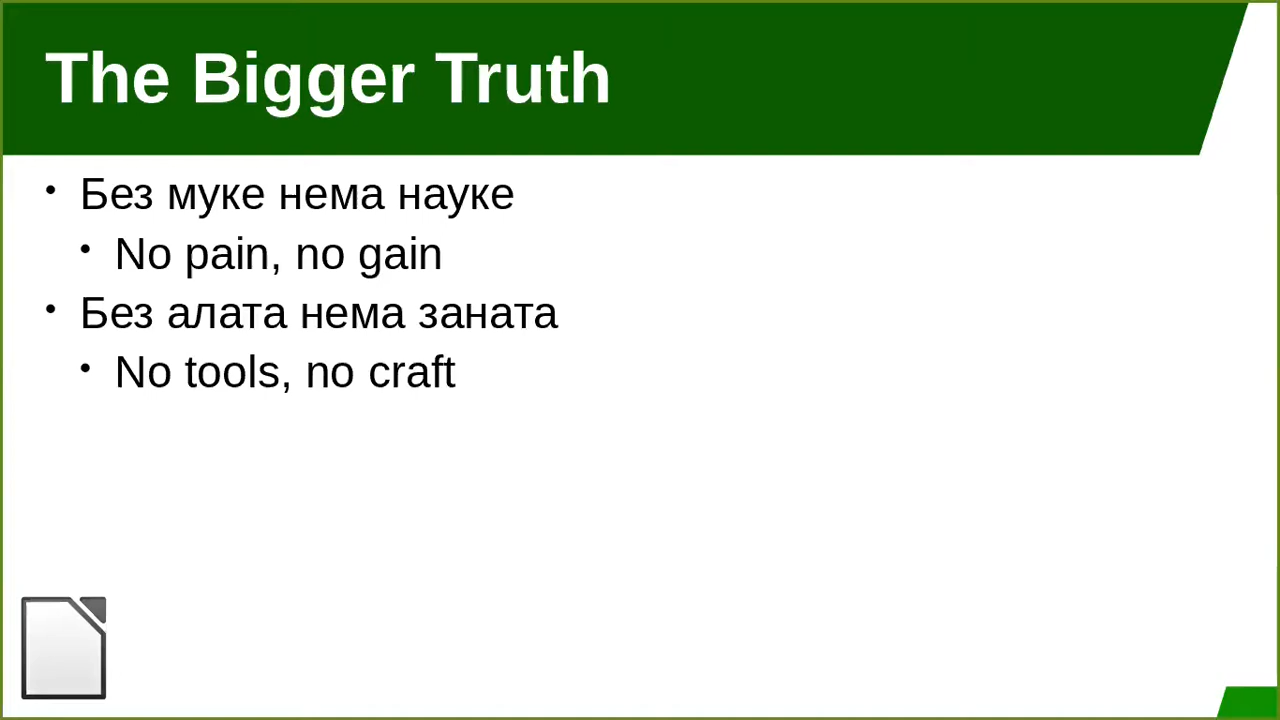 The Bigger Truth
• Без муке нема науке
• No pain, no gain
• Без алата нема заната
• No tools, no craft